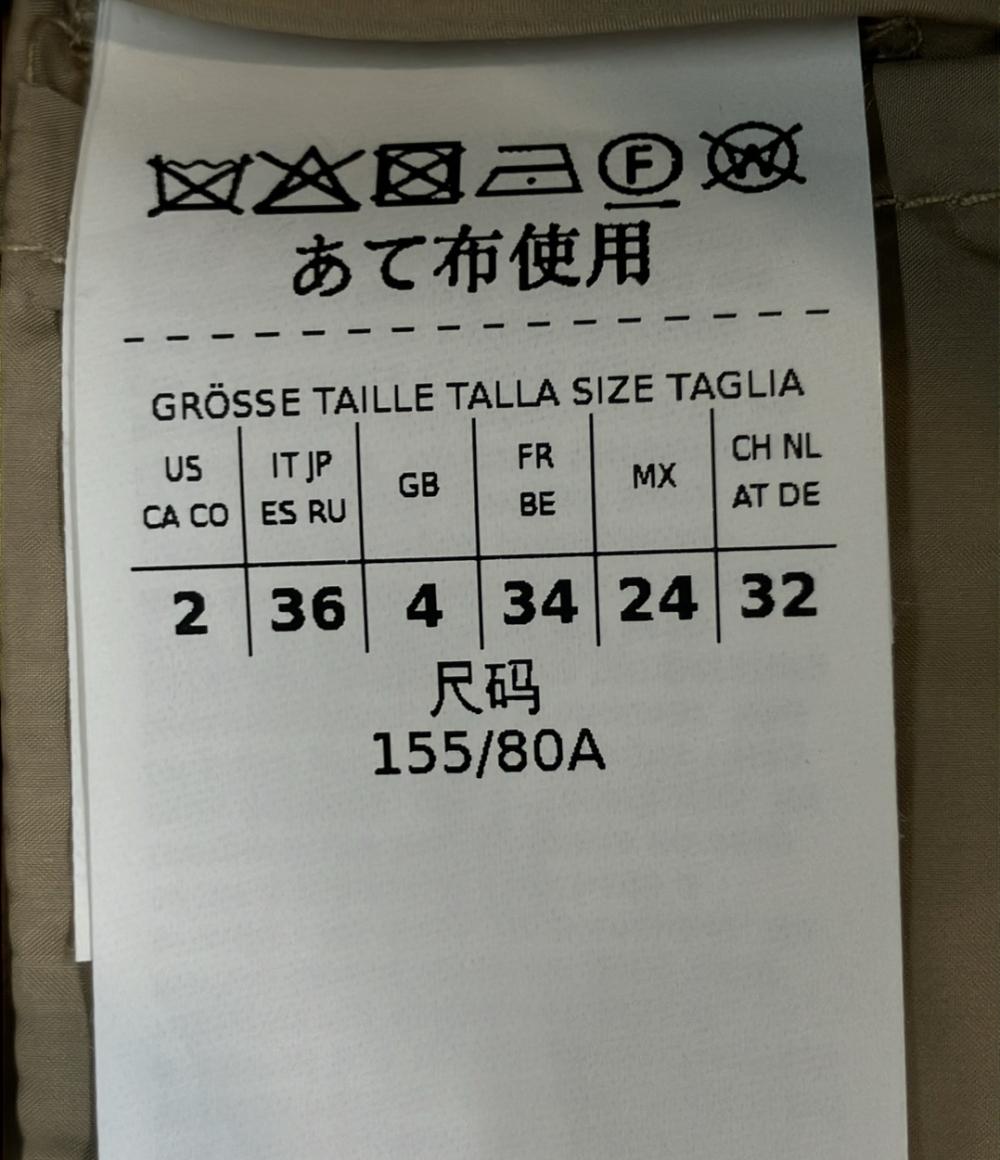 F W
あて布使用
GRÖSSE TAILLE TALLA SIZE TAGLIA
US IT JP GB FR MX CH NL
CA CO ES RU BE AT DE
2 36 4 34 24 32
尺码
155/80A